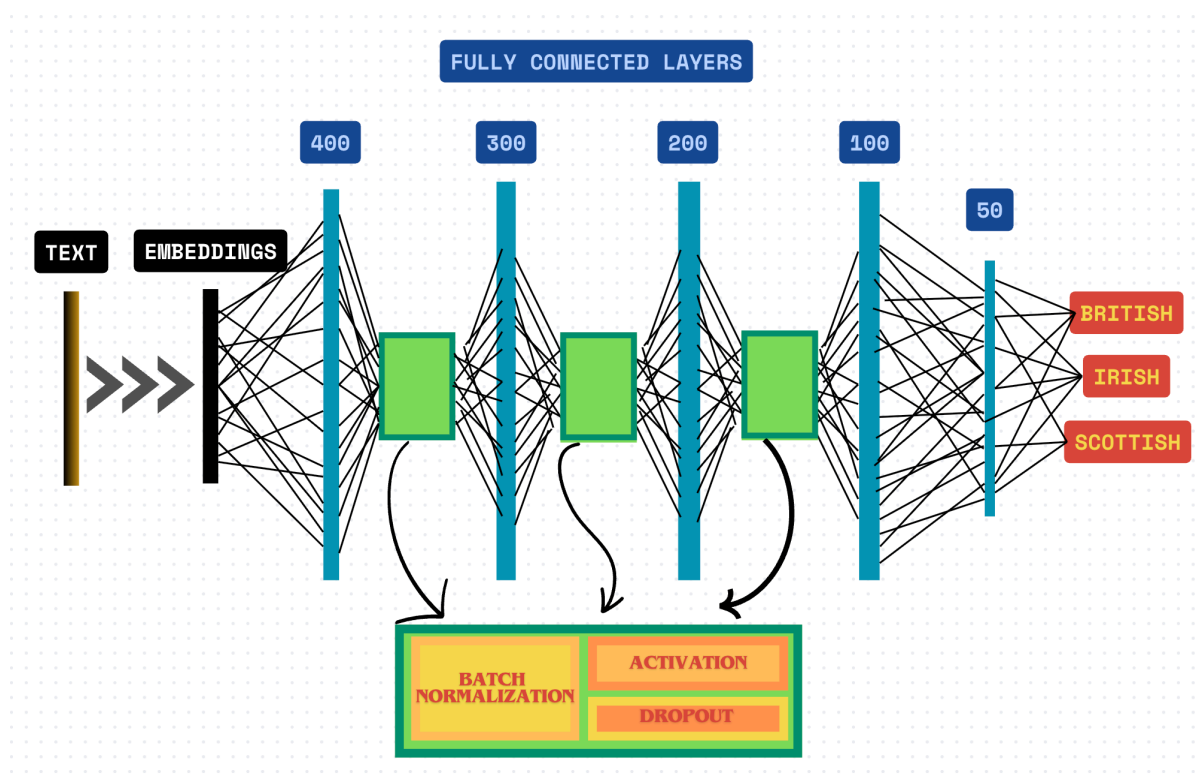 FULLY CONNECTED LAYERS
400
300
200
100
50
TEXT
EMBEDDINGS
BRITISH
IRISH
SCOTTISH
BATCH
NORMALIZATION
ACTIVATION
DROPOUT